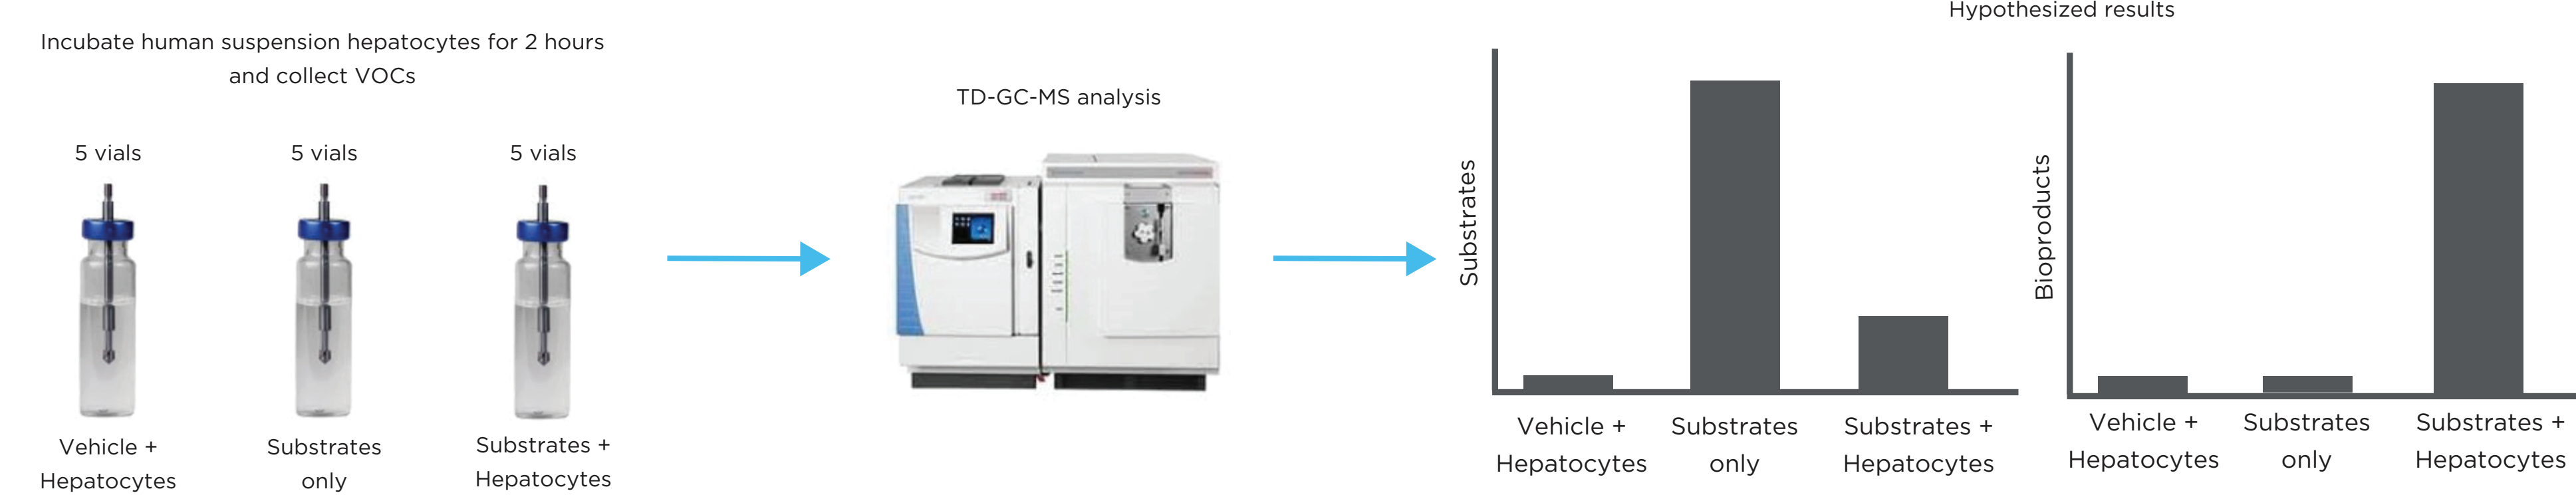 Incubate human suspension hepatocytes for 2 hours
and collect VOCs
5 vials
5 vials
5 vials
Vehicle +
Hepatocytes
Substrates
only
Substrates +
Hepatocytes
TD-GC-MS analysis
Hypothesized results
Substrates
Vehicle +
Hepatocytes
Substrates
only
Substrates +
Hepatocytes
Bioproducts
Vehicle +
Hepatocytes
Substrates
only
Substrates +
Hepatocytes